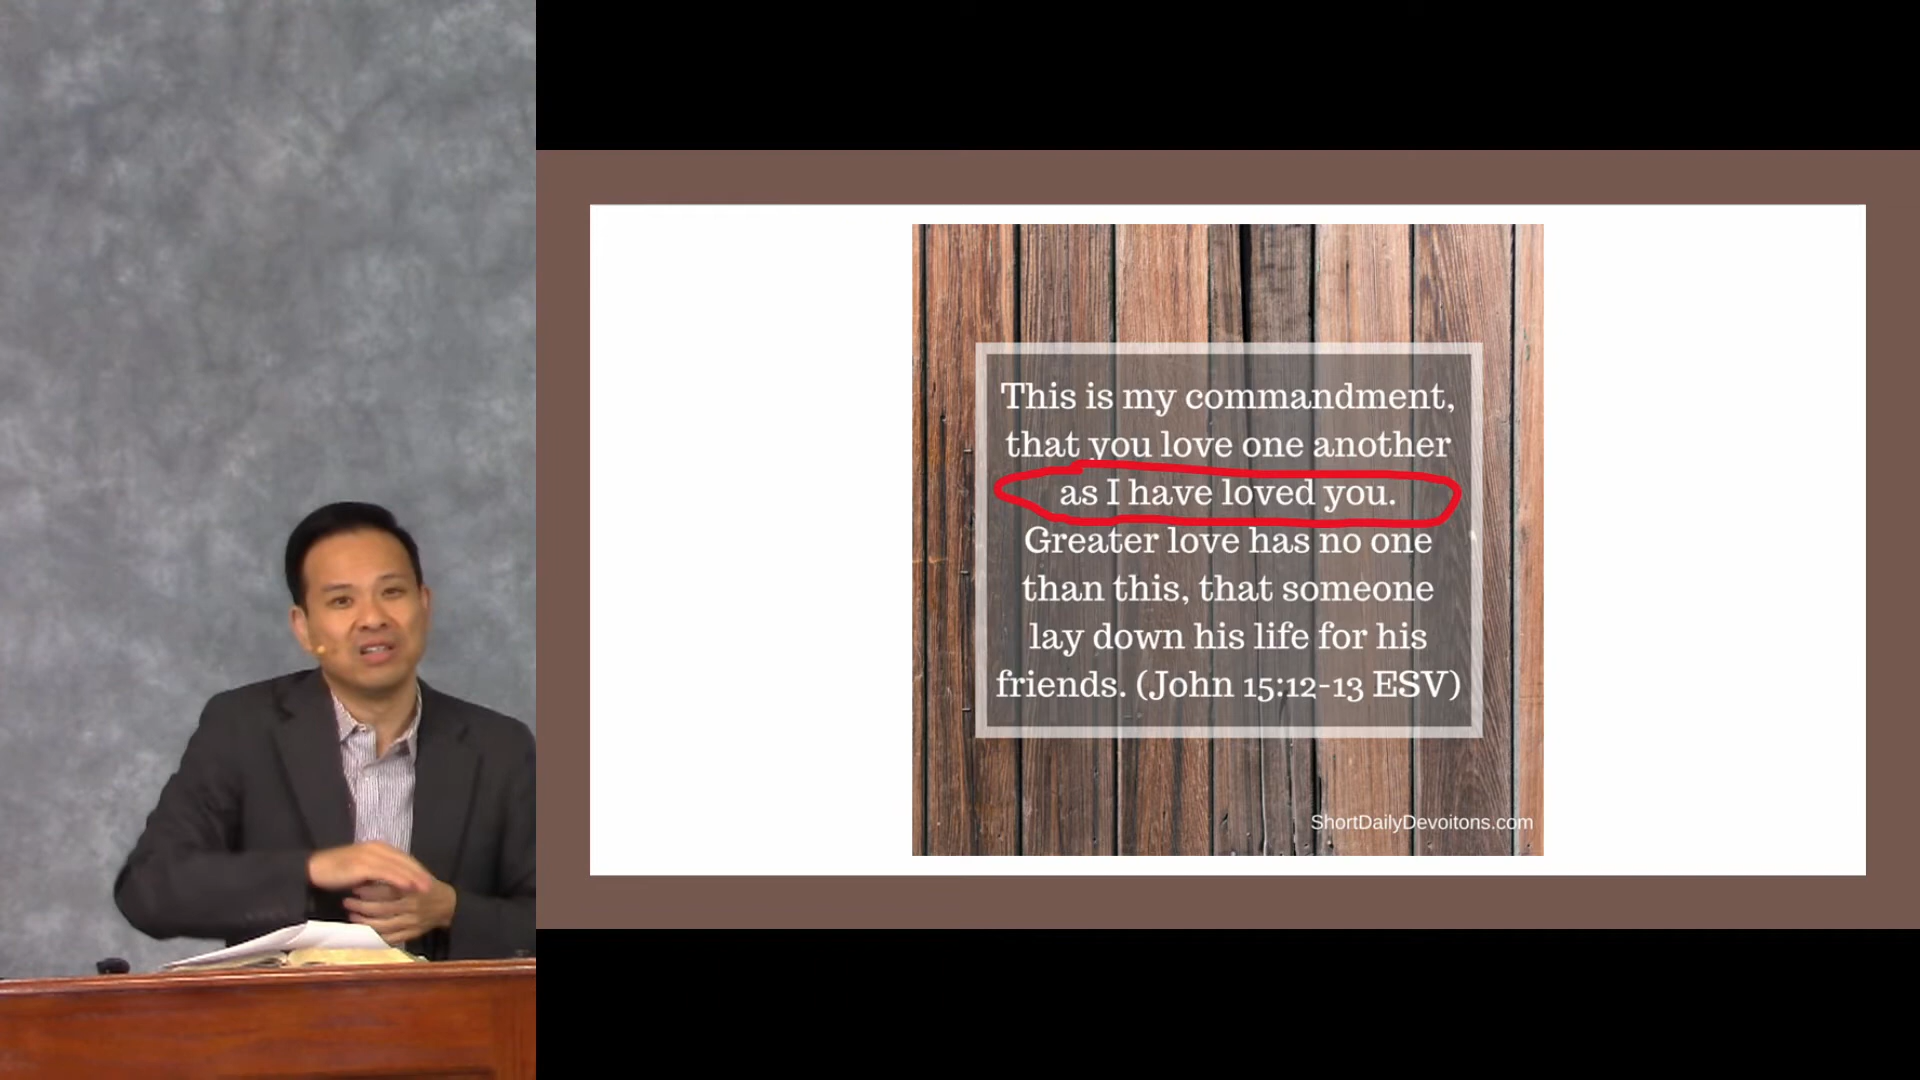 This is my commandment,
that you love one another
as I have loved you.
Greater love has no one
than this, that someone
lay down his life for his
friends. (John 15:12-13 ESV)
ShortDailyDevoitons.com